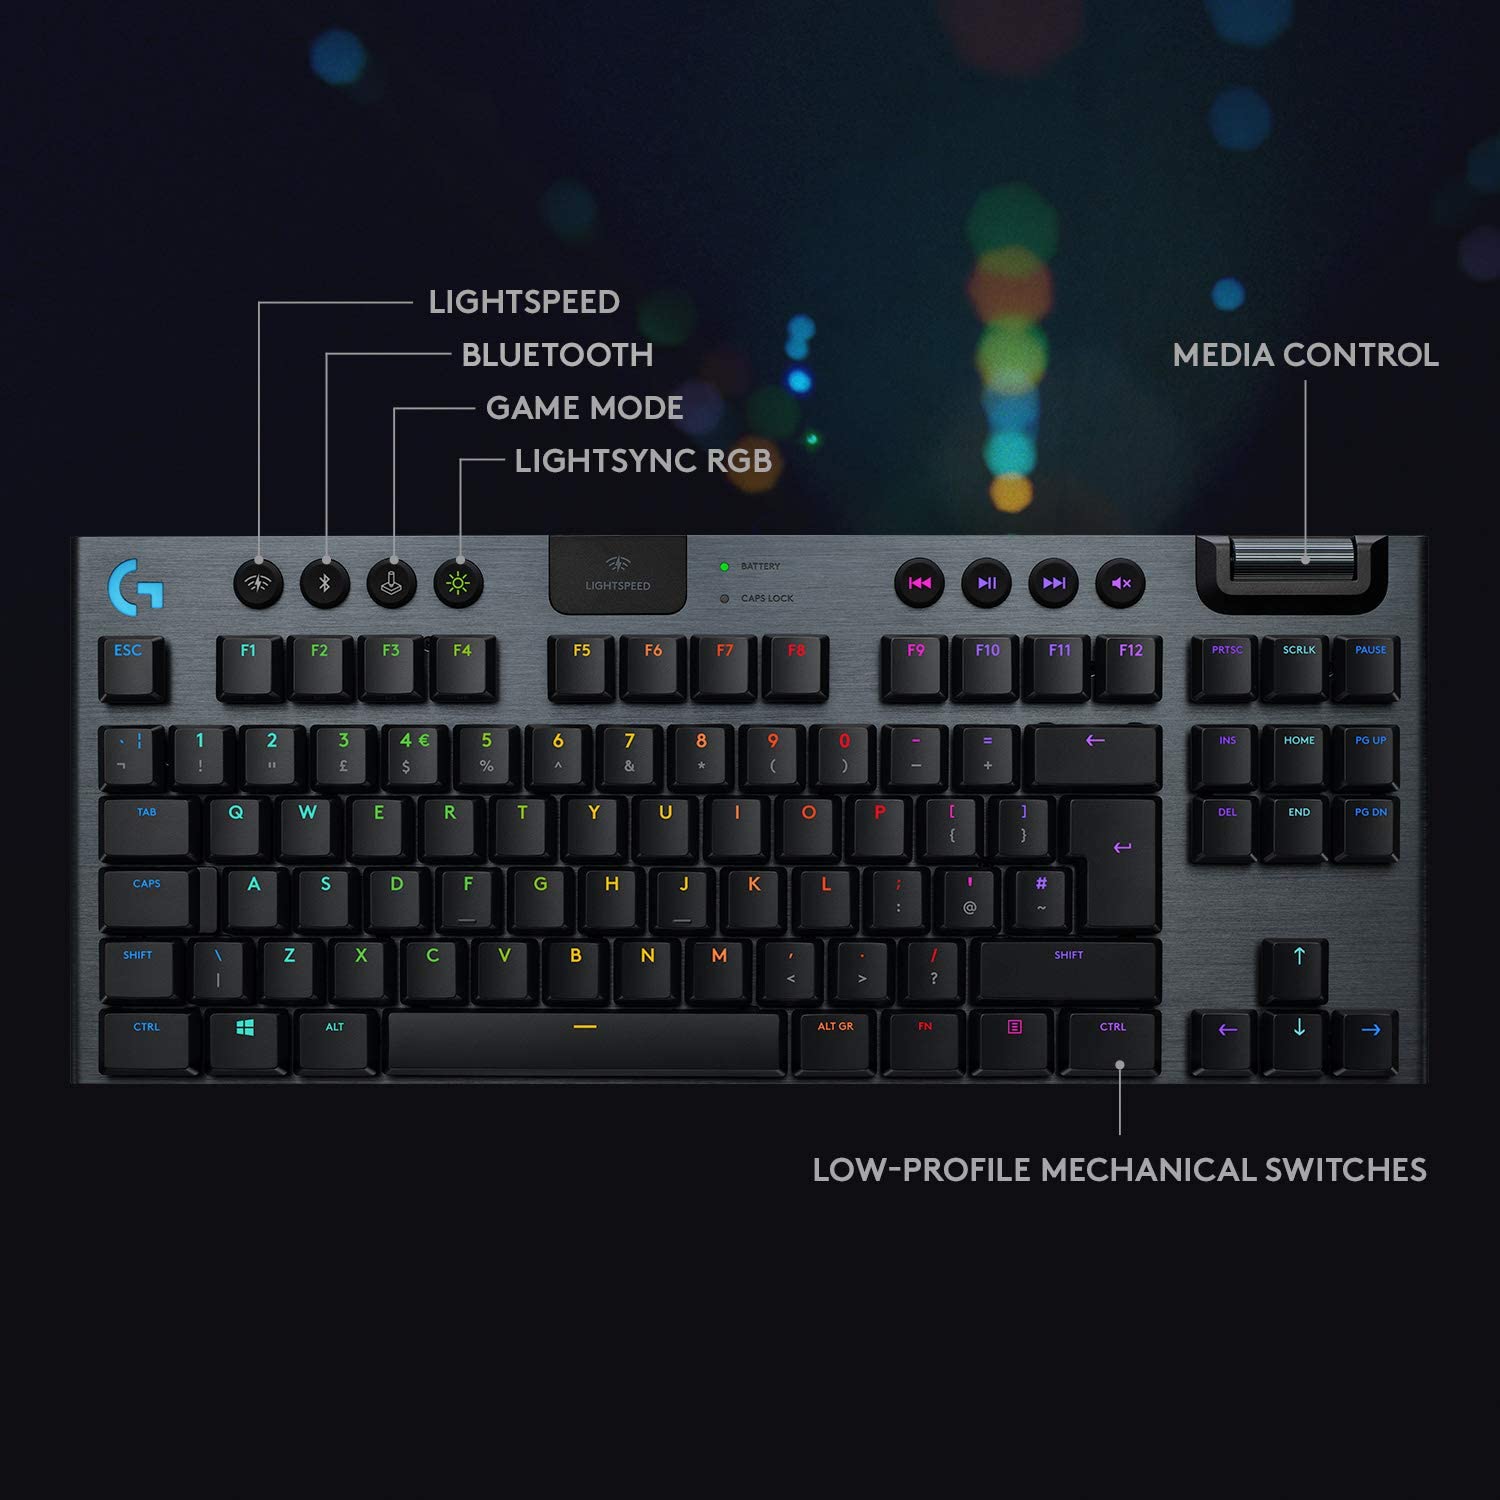 LIGHTSPEED
BLUETOOTH
GAME MODE
LIGHTSYNC RGB
MEDIA CONTROL
LIGHTSPEED
BATTERY
CAPS LOCK
ESC F1 F2 F3 F4 F5 F6 F7 F8 F9 F10 F11 F12 PRTSC SCRLK PAUSE
` ¦ 1 2 3 4 € 5 6 7 8 9 0 - = ← INS HOME PG UP
¬ ! " £ $ % ^ & * ( ) _ +
TAB Q W E R T Y U I O P [ ] ↵ DEL END PG DN
{ }
CAPS A S D F G H J K L ; ' #
: @ ~
SHIFT \ Z X C V B N M , . / SHIFT ↑
| < > ?
CTRL ALT ALT GR FN CTRL ← ↓ →
LOW-PROFILE MECHANICAL SWITCHES